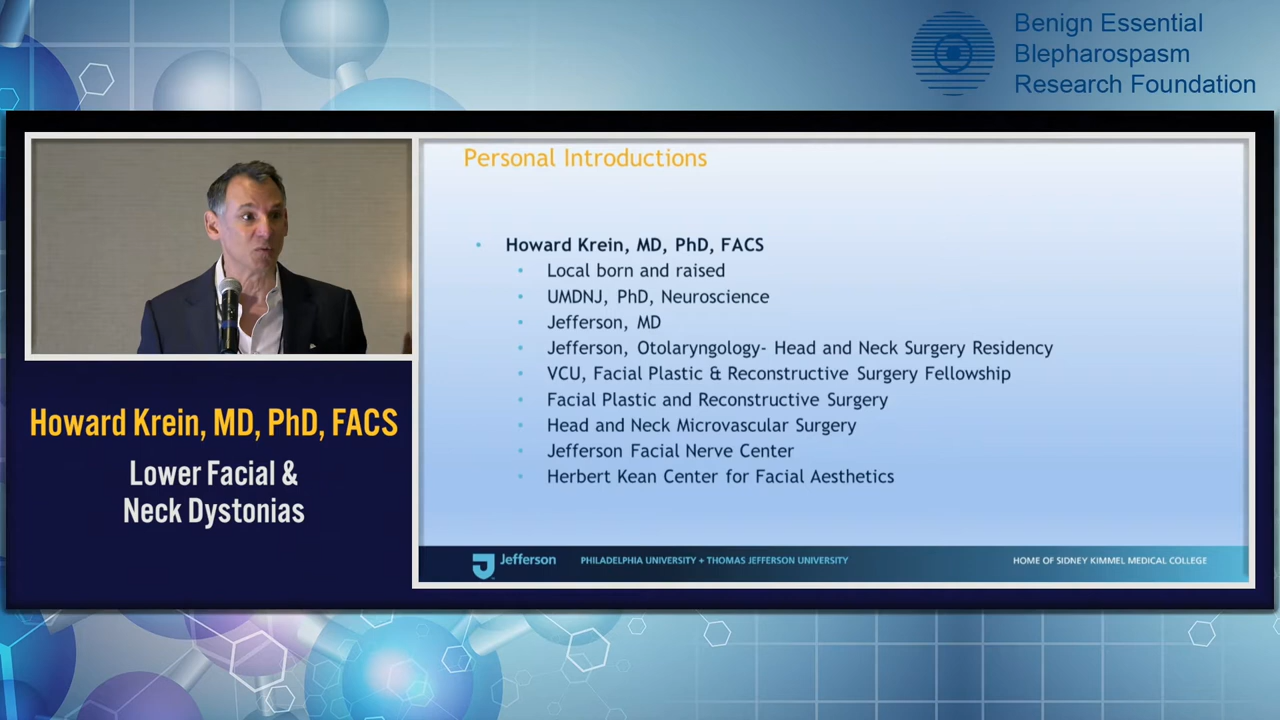 Benign Essential
Blepharospasm
Research Foundation
Personal Introductions
• Howard Krein, MD, PhD, FACS
• Local born and raised
• UMDNJ, PhD, Neuroscience
• Jefferson, MD
• Jefferson, Otolaryngology- Head and Neck Surgery Residency
• VCU, Facial Plastic & Reconstructive Surgery Fellowship
• Facial Plastic and Reconstructive Surgery
• Head and Neck Microvascular Surgery
• Jefferson Facial Nerve Center
• Herbert Kean Center for Facial Aesthetics
Jefferson PHILADELPHIA UNIVERSITY + THOMAS JEFFERSON UNIVERSITY HOME OF SIDNEY KIMMEL MEDICAL COLLEGE
Howard Krein, MD, PhD, FACS
Lower Facial &
Neck Dystonias